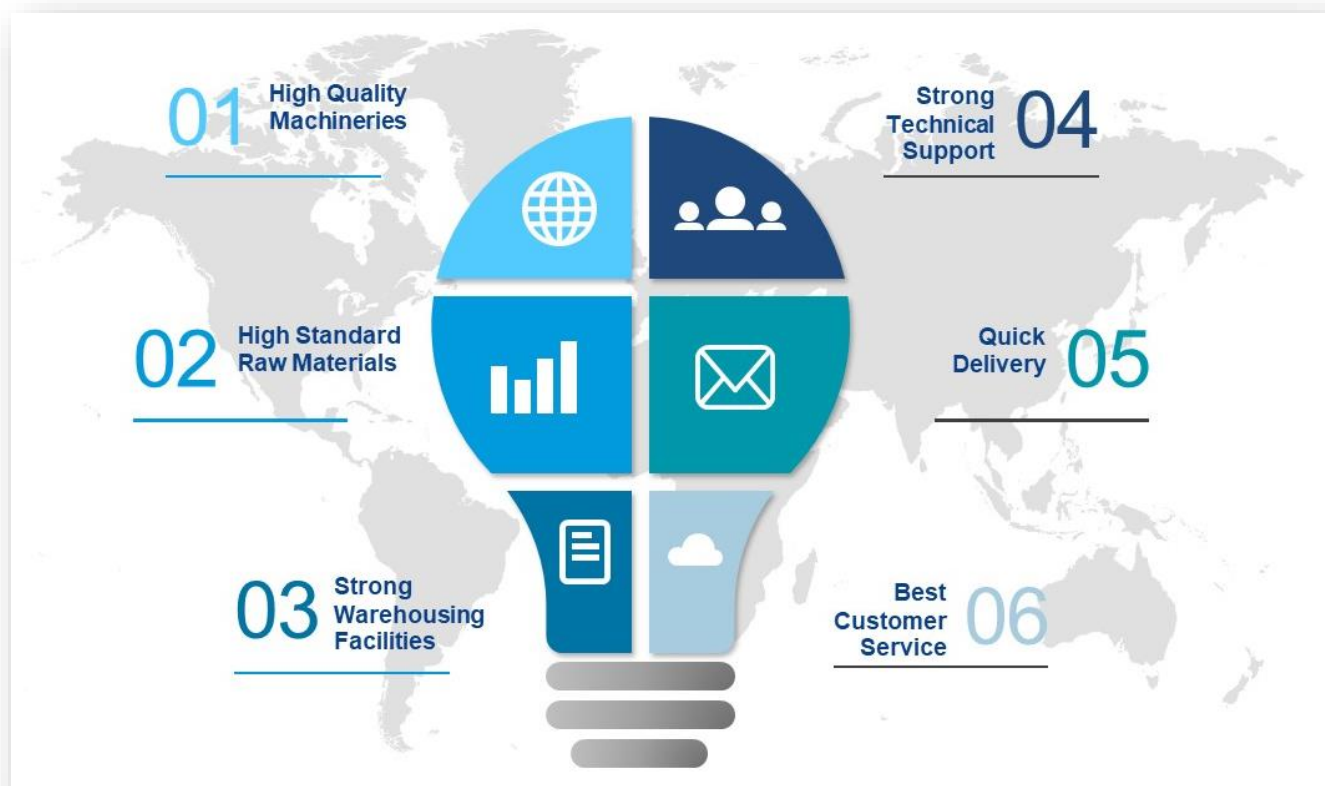 01
High Quality
Machineries
02
High Standard
Raw Materials
03
Strong
Warehousing
Facilities
Strong
Technical
Support
04
Quick
Delivery
05
Best
Customer
Service
06